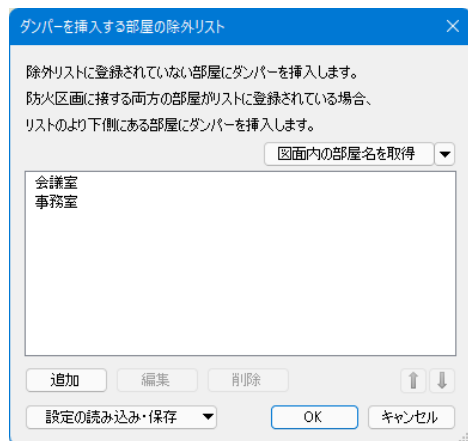 ダンパーを挿入する部屋の除外リスト
除外リストに登録されていない部屋にダンパーを挿入します。
防火区画に接する両方の部屋がリストに登録されている場合、
リストのより下側にある部屋にダンパーを挿入します。
図面内の部屋名を取得
会議室
事務室
追加 編集 削除
設定の読み込み・保存 OK キャンセル